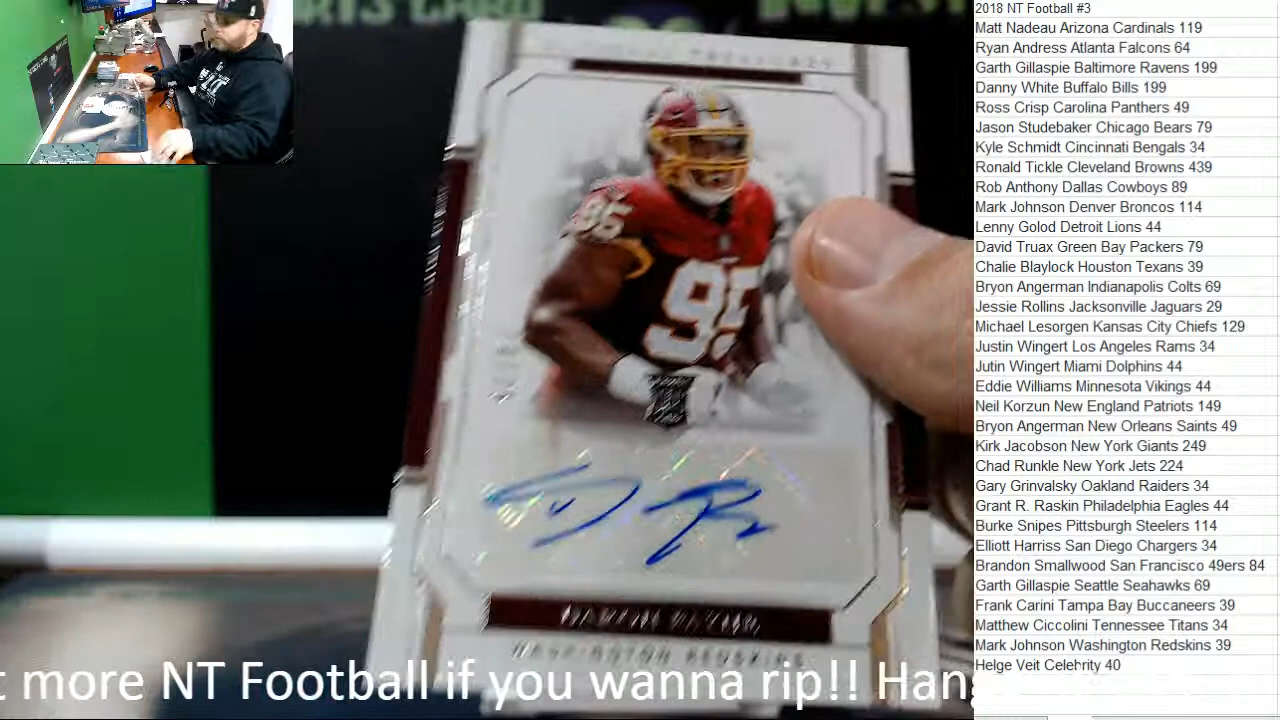 2018 NT Football #3
Matt Nadeau Arizona Cardinals 119
Ryan Andress Atlanta Falcons 64
Garth Gillaspie Baltimore Ravens 199
Danny White Buffalo Bills 199
Ross Crisp Carolina Panthers 49
Jason Studebaker Chicago Bears 79
Kyle Schmidt Cincinnati Bengals 34
Ronald Tickle Cleveland Browns 439
Rob Anthony Dallas Cowboys 89
Mark Johnson Denver Broncos 114
Lenny Golod Detroit Lions 44
David Truax Green Bay Packers 79
Chalie Blaylock Houston Texans 39
Bryon Angerman Indianapolis Colts 69
Jessie Rollins Jacksonville Jaguars 29
Michael Lesorgen Kansas City Chiefs 129
Justin Wingert Los Angeles Rams 34
Jutin Wingert Miami Dolphins 44
Eddie Williams Minnesota Vikings 44
Neil Korzun New England Patriots 149
Bryon Angerman New Orleans Saints 49
Kirk Jacobson New York Giants 249
Chad Runkle New York Jets 224
Gary Grinvalsky Oakland Raiders 34
Grant R. Raskin Philadelphia Eagles 44
Burke Snipes Pittsburgh Steelers 114
Elliott Harriss San Diego Chargers 34
Brandon Smallwood San Francisco 49ers 84
Garth Gillaspie Seattle Seahawks 69
Frank Carini Tampa Bay Buccaneers 39
Matthew Ciccolini Tennessee Titans 34
Mark Johnson Washington Redskins 39
Helge Veit Celebrity 40
95
95
WASHINGTON REDSKINS
t more NT Football if you wanna rip!! Hang